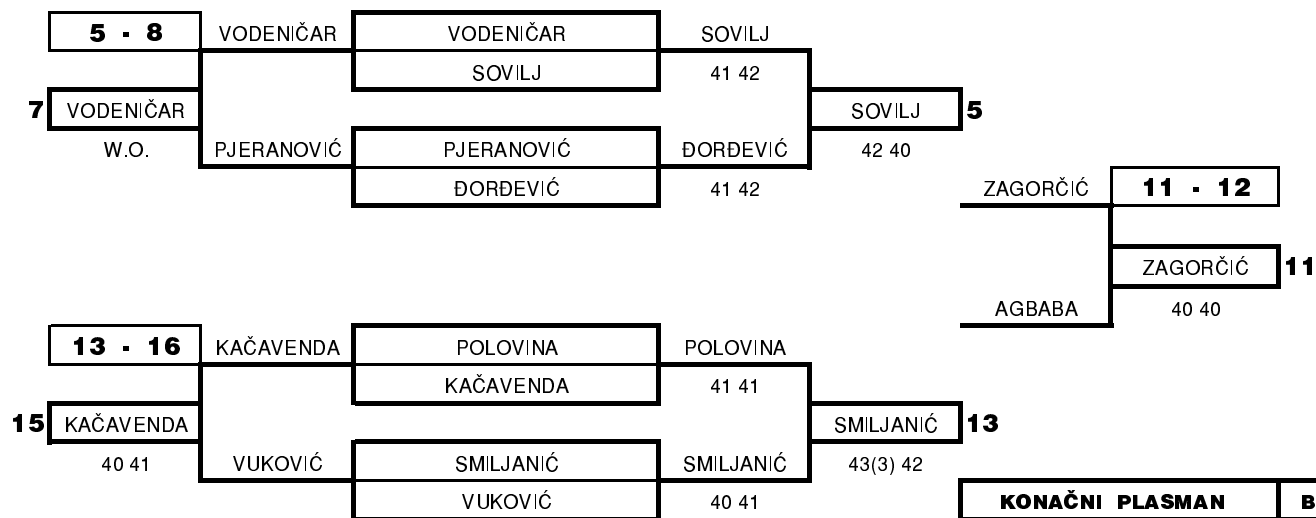 5 - 8 VODENIČAR VODENIČAR SOVILJ
SOVILJ 41 42
7 VODENIČAR SOVILJ 5
W.O. PJERANOVIĆ PJERANOVIĆ ĐORĐEVIĆ 42 40
ĐORĐEVIĆ 41 42 ZAGORČIĆ 11 - 12
ZAGORČIĆ 11
AGBABA 40 40
13 - 16 KAČAVENDA POLOVINA POLOVINA
KAČAVENDA 41 41
15 KAČAVENDA SMILJANIĆ 13
40 41 VUKOVIĆ SMILJANIĆ SMILJANIĆ 43(3) 42
VUKOVIĆ 40 41 KONAČNI PLASMAN B